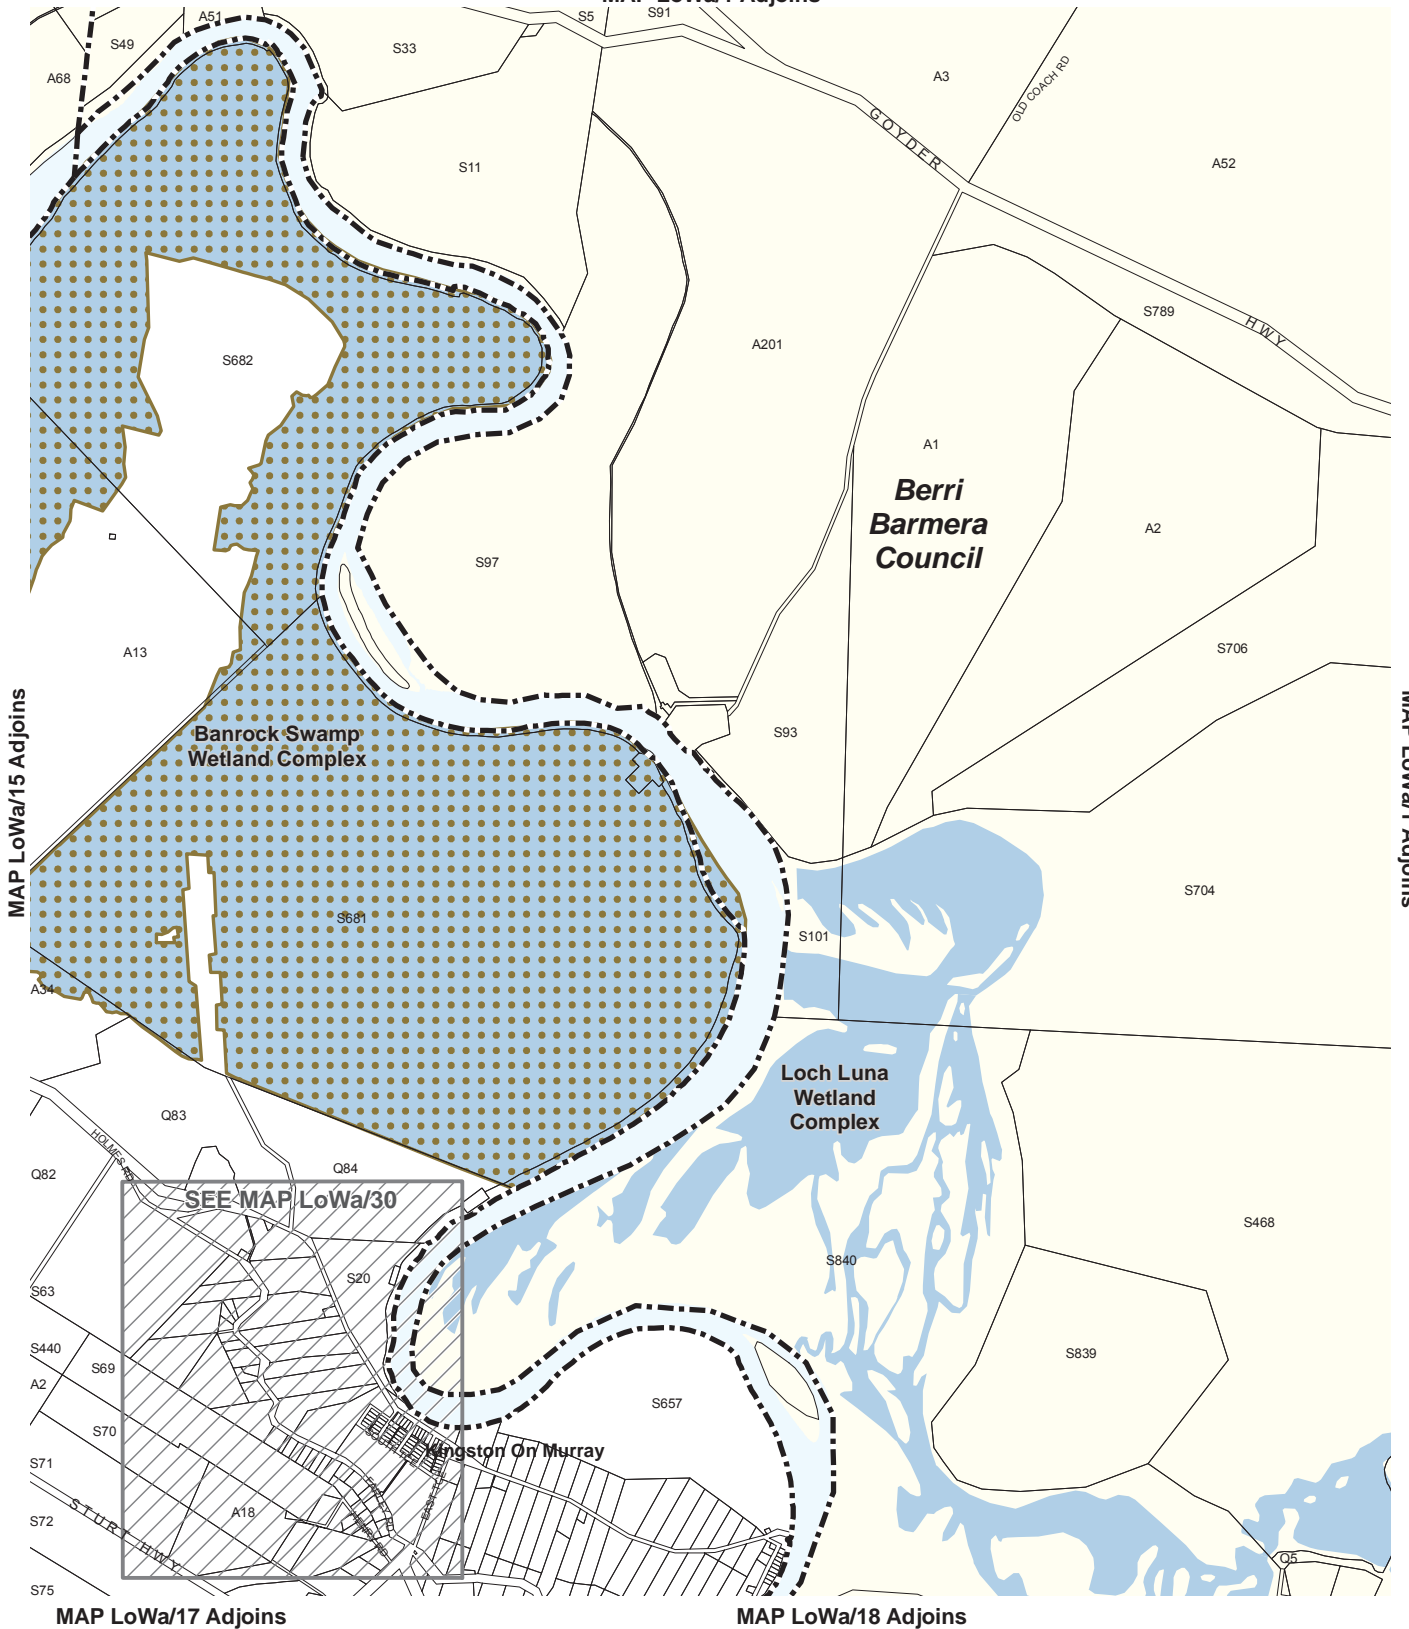 MAP LoWa/7 Adjoins
A51
S5
S91
S49
S33
A68
A3
OLD COACH RD
GOYDER
HWY
S11
A52
S789
S682
A201
A1
Berri
Barmera
Council
A2
S97
A13
S706
MAP LoWa/15 Adjoins
Banrock Swamp
Wetland Complex
S93
S704
S681
S101
A34
Loch Luna
Wetland
Complex
Q83
HOLMES RD
Q84
Q82
SEE MAP LoWa/30
S468
S840
S20
S63
S440
S69
A2
S839
S657
S70
Kingston On Murray
S71
A18
EAST TCE
STURT HWY
S72
S75
Q5
MAP LoWa/17 Adjoins
MAP LoWa/18 Adjoins